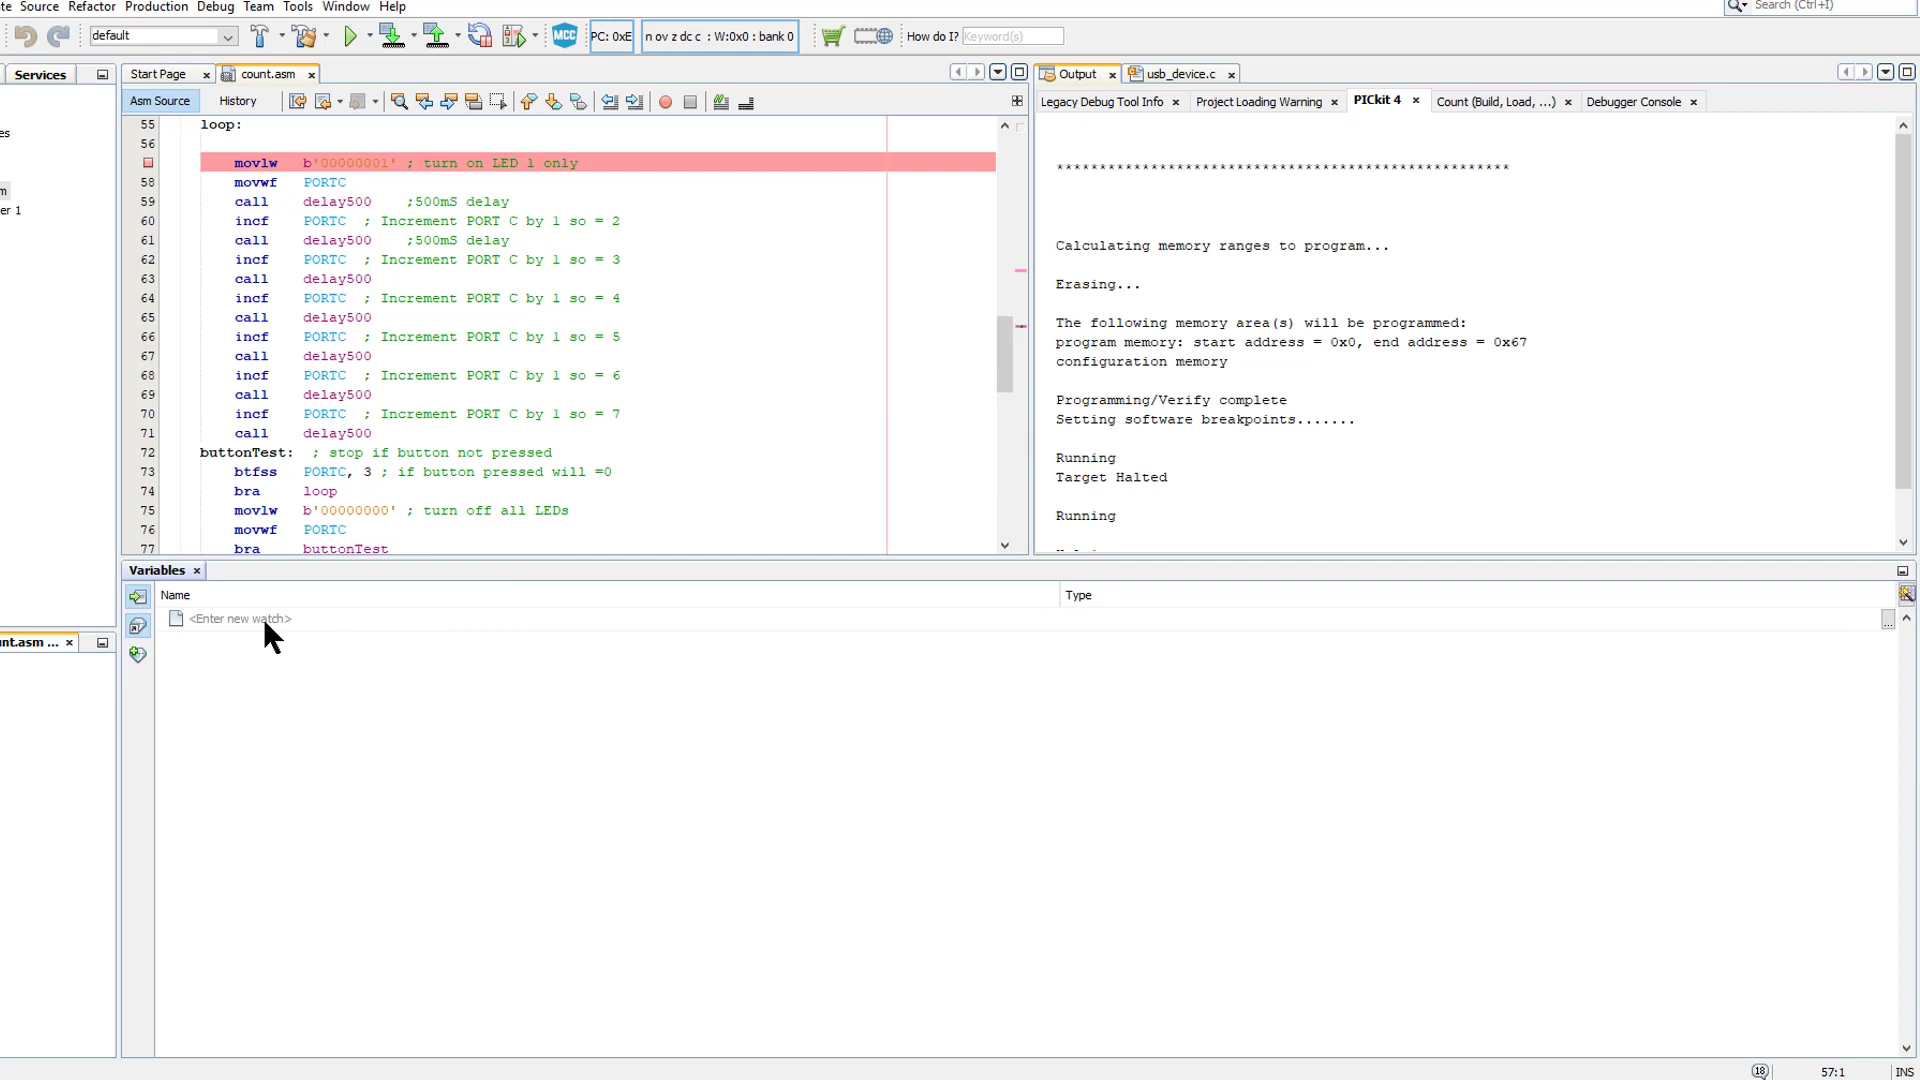 Source Refactor Production Debug Team Tools Window Help
Search (Ctrl+I)
default
MCC
PC: 0xE
n ov z dc c : W:0x0 : bank 0
How do I? Keyword(s)
Services
Start Page
count.asm
Output
usb_device.c
Asm Source
History
Legacy Debug Tool Info
Project Loading Warning
PICkit 4
Count (Build, Load, ...)
Debugger Console
55 loop:
56
movlw b'00000001' ; turn on LED 1 only
58 movwf PORTC
59 call delay500 ;500mS delay
60 incf PORTC ; Increment PORT C by 1 so = 2
61 call delay500 ;500mS delay
62 incf PORTC ; Increment PORT C by 1 so = 3
63 call delay500
64 incf PORTC ; Increment PORT C by 1 so = 4
65 call delay500
66 incf PORTC ; Increment PORT C by 1 so = 5
67 call delay500
68 incf PORTC ; Increment PORT C by 1 so = 6
69 call delay500
70 incf PORTC ; Increment PORT C by 1 so = 7
71 call delay500
72 buttonTest: ; stop if button not pressed
73 btfss PORTC, 3 ; if button pressed will =0
74 bra loop
75 movlw b'00000000' ; turn off all LEDs
76 movwf PORTC
77 bra buttonTest
*****************************************************
Calculating memory ranges to program...
Erasing...
The following memory area(s) will be programmed:
program memory: start address = 0x0, end address = 0x67
configuration memory
Programming/Verify complete
Setting software breakpoints.......
Running
Target Halted
Running
er 1
nt.asm ...
Variables
Name
Type
<Enter new watch>
18
57:1
INS